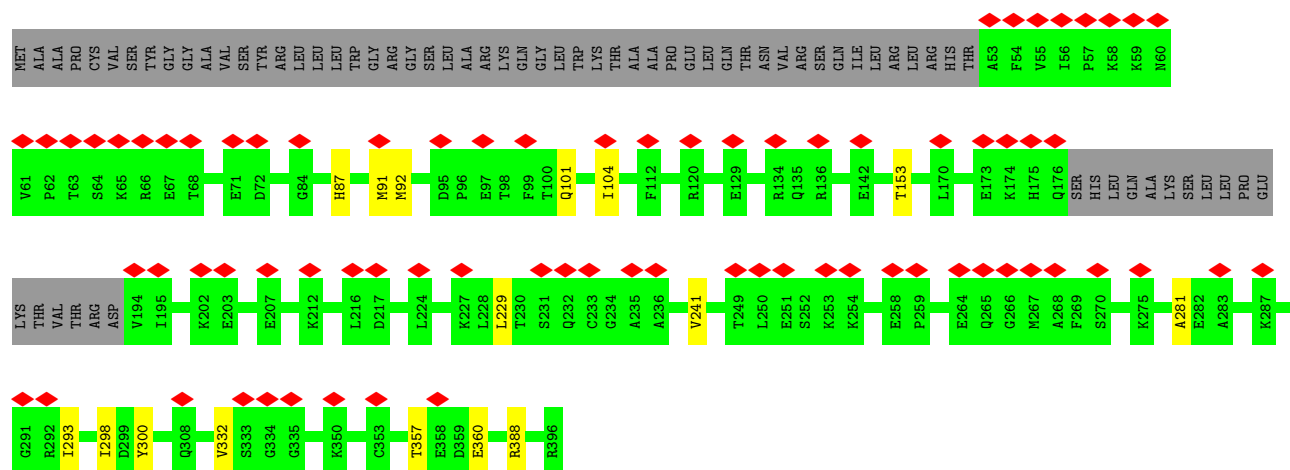 MET ALA ALA PRO CYS VAL SER TYR GLY GLY ALA VAL SER TYR ARG LEU LEU LEU TRP GLY ARG GLY SER LEU ALA ARG LYS GLN GLY LEU TRP LYS THR ALA ALA PRO GLU LEU GLN THR ASN VAL ARG SER GLN ILE LEU ARG LEU ARG HIS THR A53 F54 V55 I56 P57 K58 K59 N60
V61 P62 T63 S64 K65 R66 E67 T68 E71 D72 G84 H87 M91 M92 D95 P96 E97 T98 F99 T100 Q101 I104 F112 R120 E129 R134 Q135 R136 E142 T153 L170 E173 K174 H175 Q176 SER HIS LEU GLN ALA LYS SER LEU LEU PRO GLU
LYS THR VAL THR ARG ASP V194 I195 K202 E203 E207 K212 L216 D217 L224 K227 L228 L229 T230 S231 Q232 C233 G234 A235 A236 V241 T249 L250 E251 S252 K253 K254 E258 P259 E264 Q265 G266 M267 A268 F269 S270 K275 A281 E282 A283 K287
G291 R292 I293 I298 D299 Y300 Q308 V332 S333 G334 G335 K350 C353 T357 E358 D359 E360 R388 R396